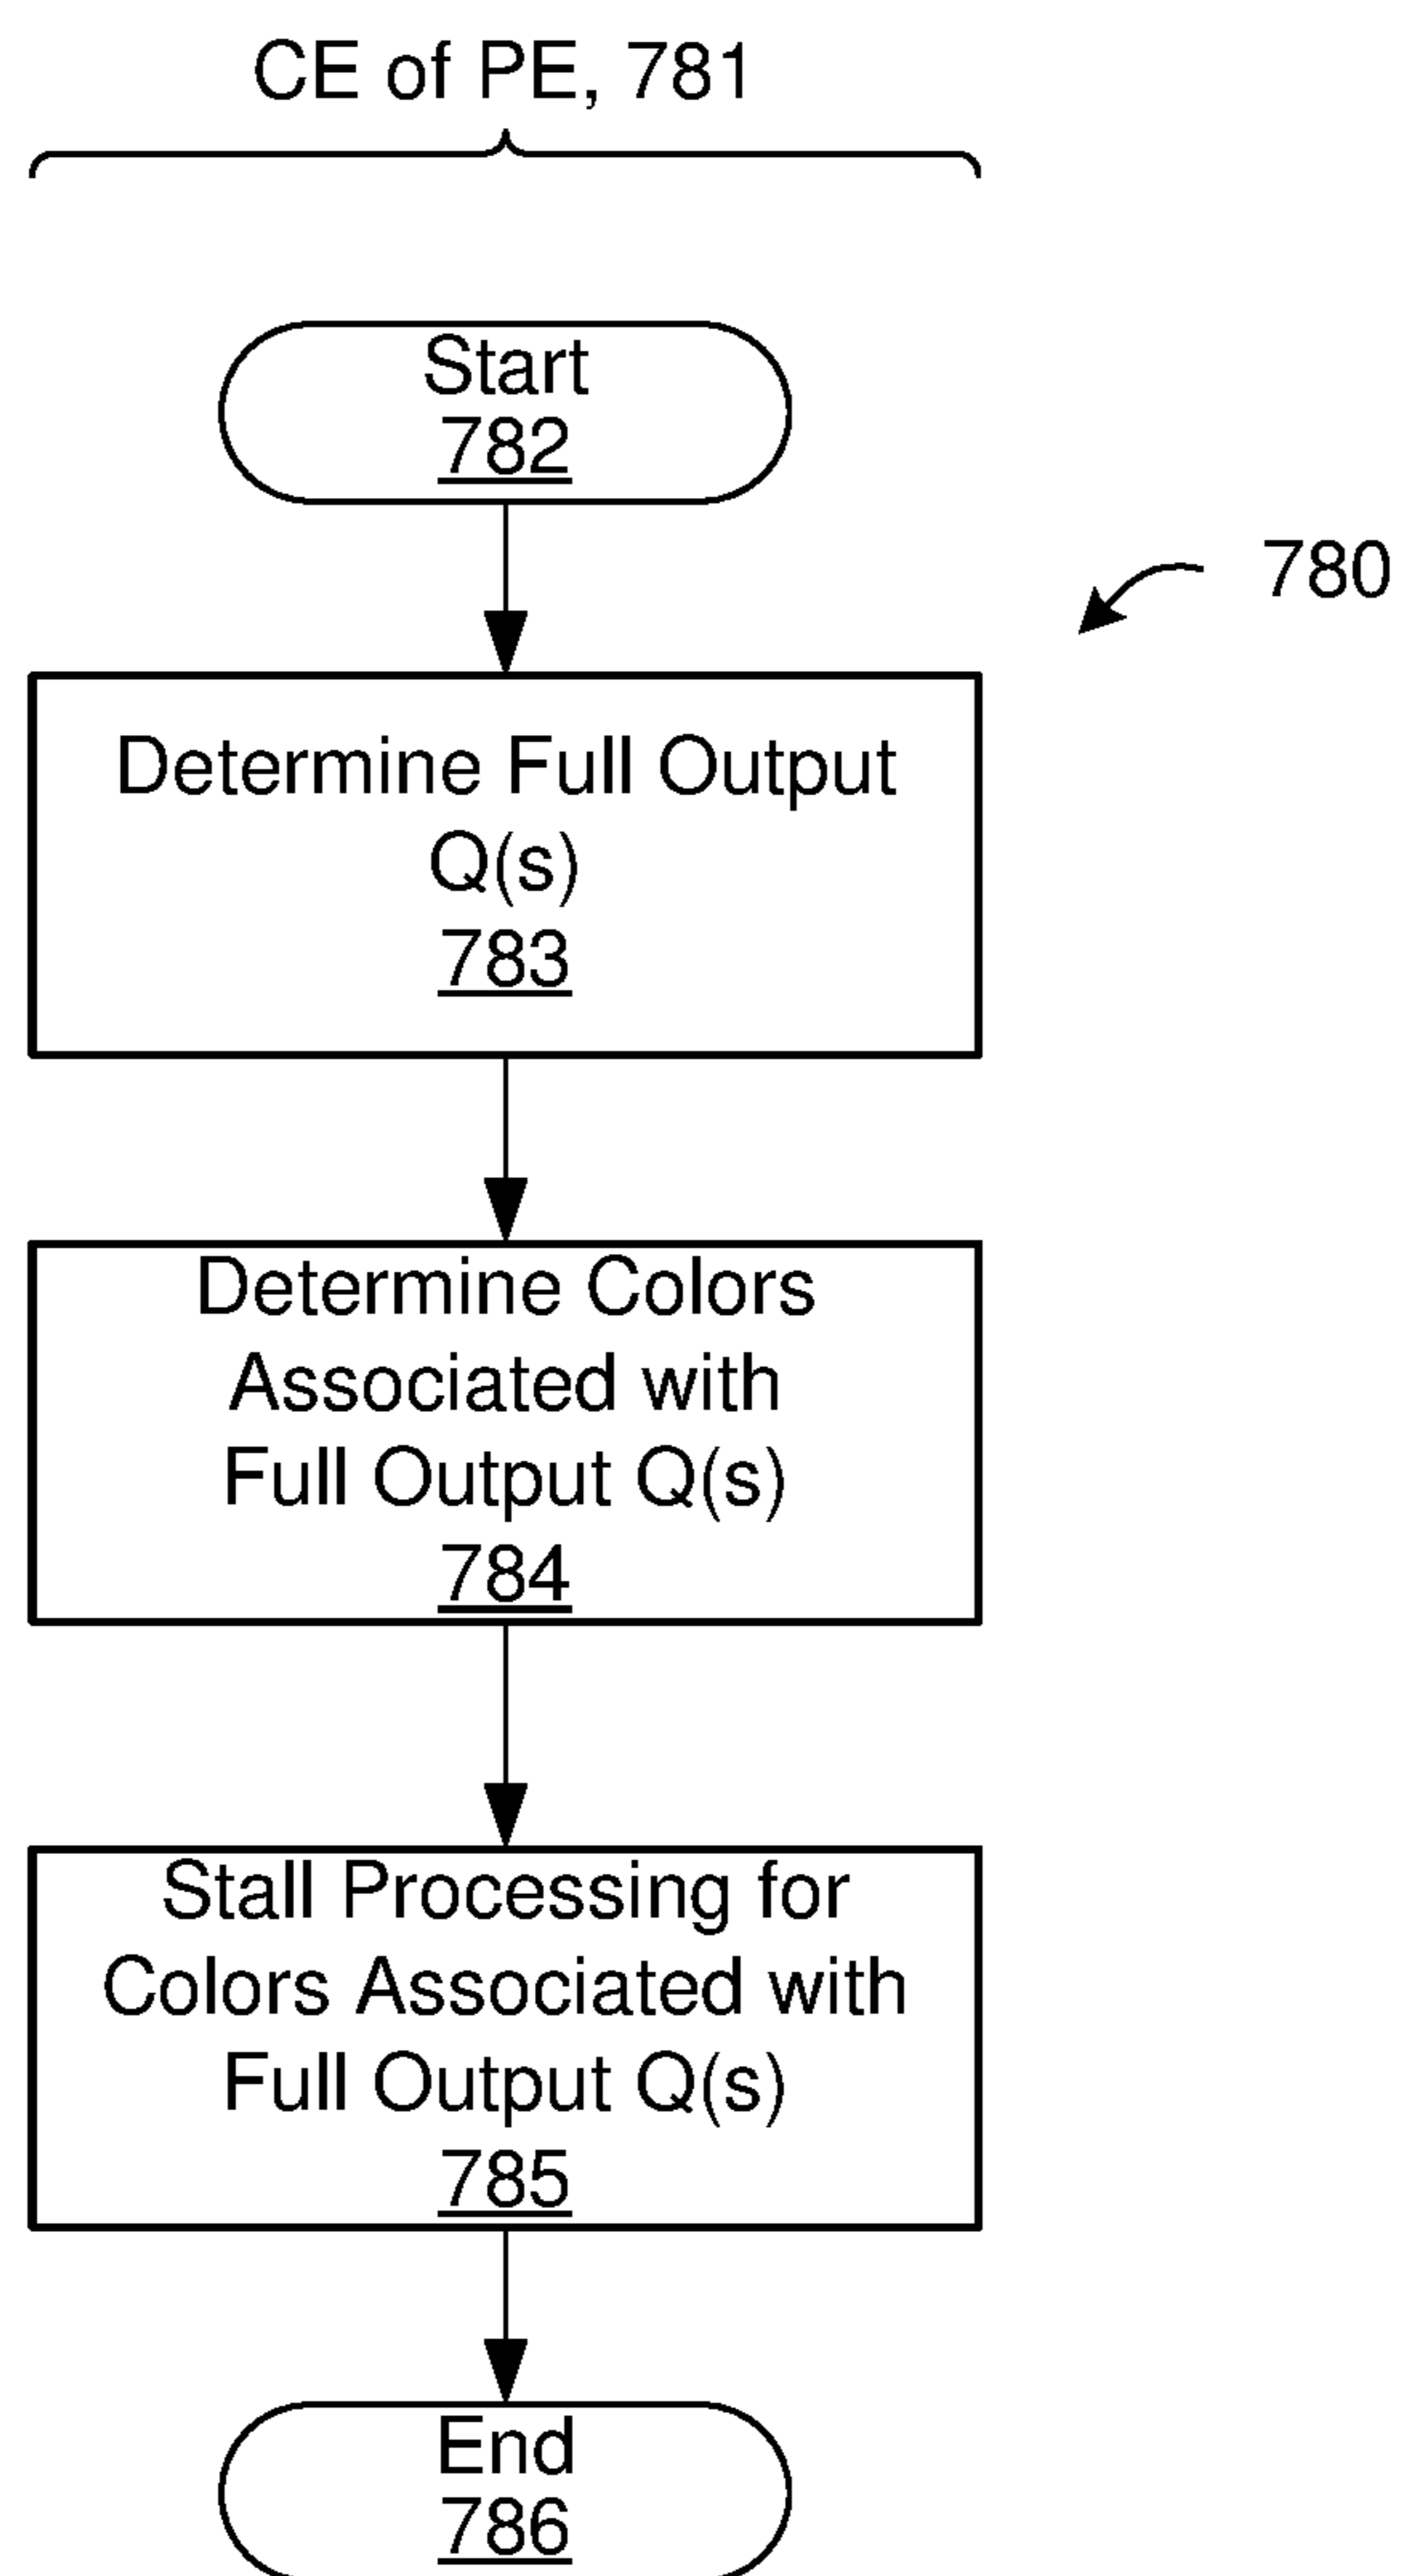 CE of PE, 781
Start
782
780
Determine Full Output
Q(s)
783
Determine Colors
Associated with
Full Output Q(s)
784
Stall Processing for
Colors Associated with
Full Output Q(s)
785
End
786